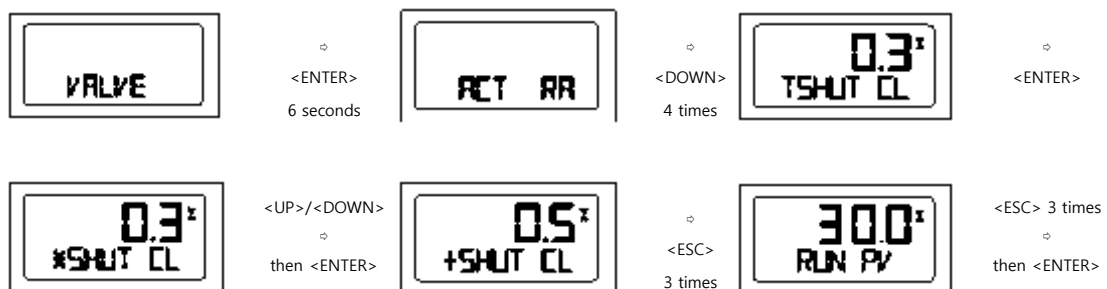 VALVE
⇨
<ENTER>
6 seconds
ACT RA
⇨
<DOWN>
4 times
0.3%
TSHUT CL
⇨
<ENTER>
0.3%
*SHUT CL
<UP>/<DOWN>
⇨
then <ENTER>
0.5%
+SHUT CL
⇨
<ESC>
3 times
30.0%
RUN PV
<ESC> 3 times
⇨
then <ENTER>